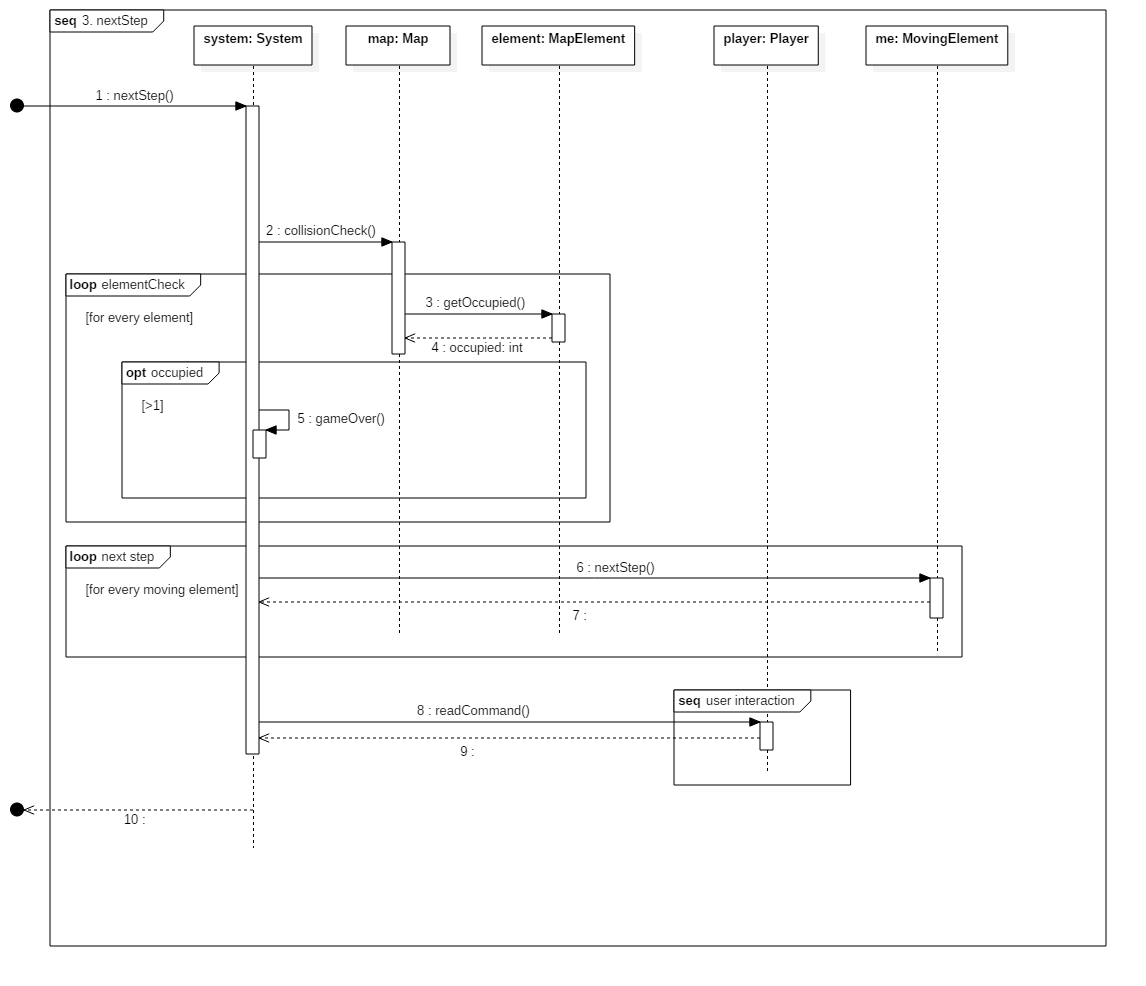 seq 3. nextStep
system: System
map: Map
element: MapElement
player: Player
me: MovingElement
1 : nextStep()
2 : collisionCheck()
loop elementCheck
[for every element]
3 : getOccupied()
4 : occupied: int
opt occupied
[>1]
5 : gameOver()
loop next step
[for every moving element]
6 : nextStep()
7 :
seq user interaction
8 : readCommand()
9 :
10 :